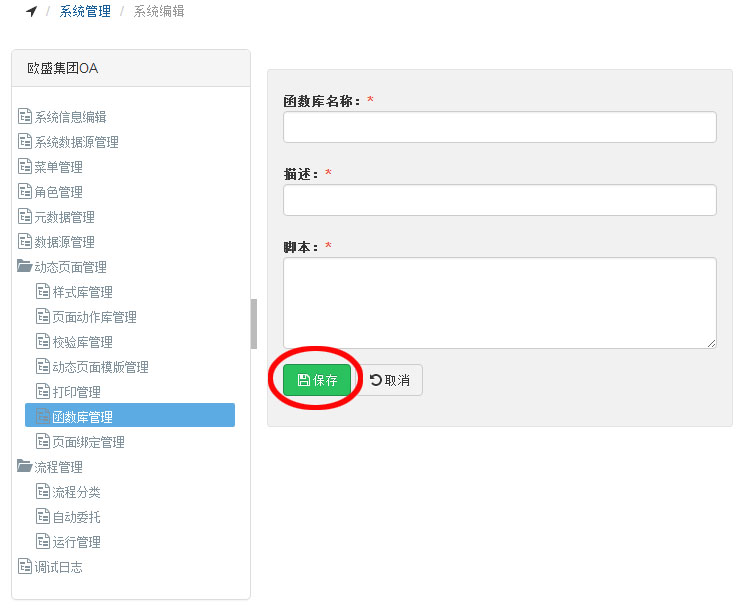 / 系统管理 / 系统编辑
欧盛集团OA
系统信息编辑
系统数据源管理
菜单管理
角色管理
元数据管理
数据源管理
动态页面管理
样式库管理
页面动作库管理
校验库管理
动态页面模版管理
打印管理
函数库管理
页面绑定管理
流程管理
流程分类
自动委托
运行管理
调试日志
函数库名称：*
描述：*
脚本：*
保存 取消